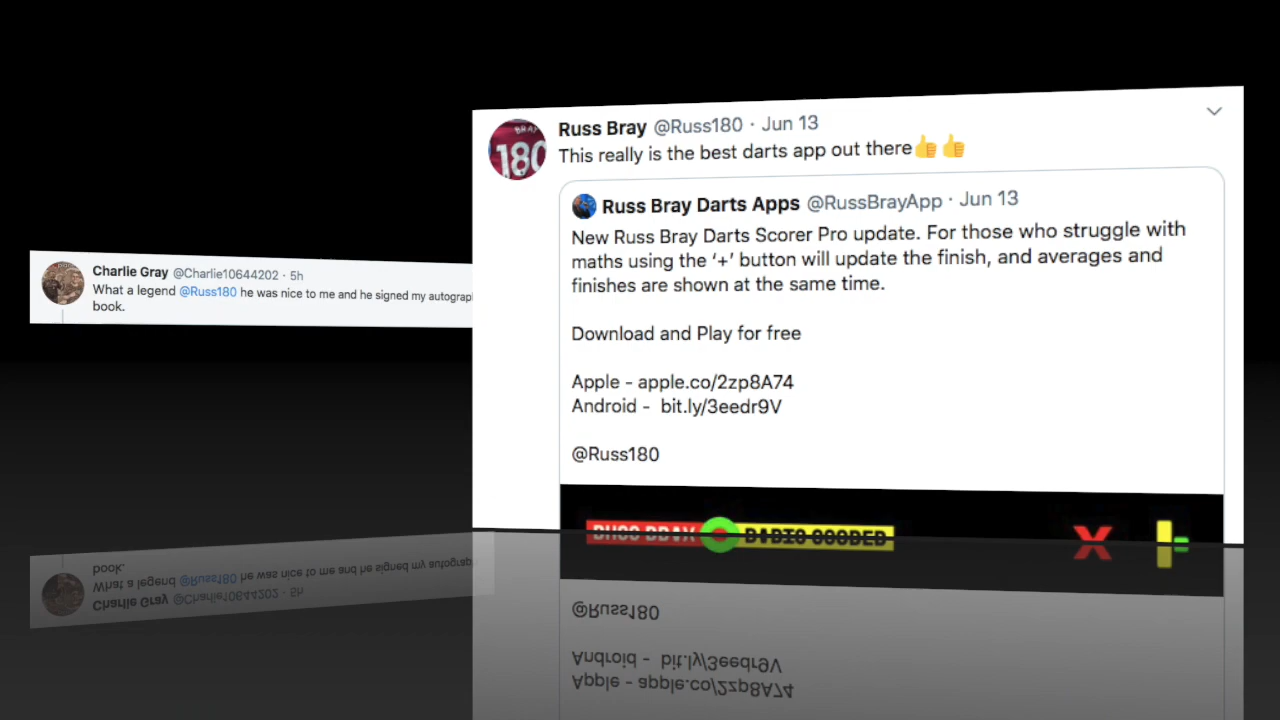 Charlie Gray @Charlie10644202 · 5h
What a legend @Russ180 he was nice to me and he signed my autograp
book.
BRAY
180
Russ Bray @Russ180 · Jun 13
This really is the best darts app out there👍👍
Russ Bray Darts Apps @RussBrayApp · Jun 13
New Russ Bray Darts Scorer Pro update. For those who struggle with
maths using the ‘+’ button will update the finish, and averages and
finishes are shown at the same time.
Download and Play for free
Apple - apple.co/2zp8A74
Android - bit.ly/3eedr9V
@Russ180
RUSS BRAY